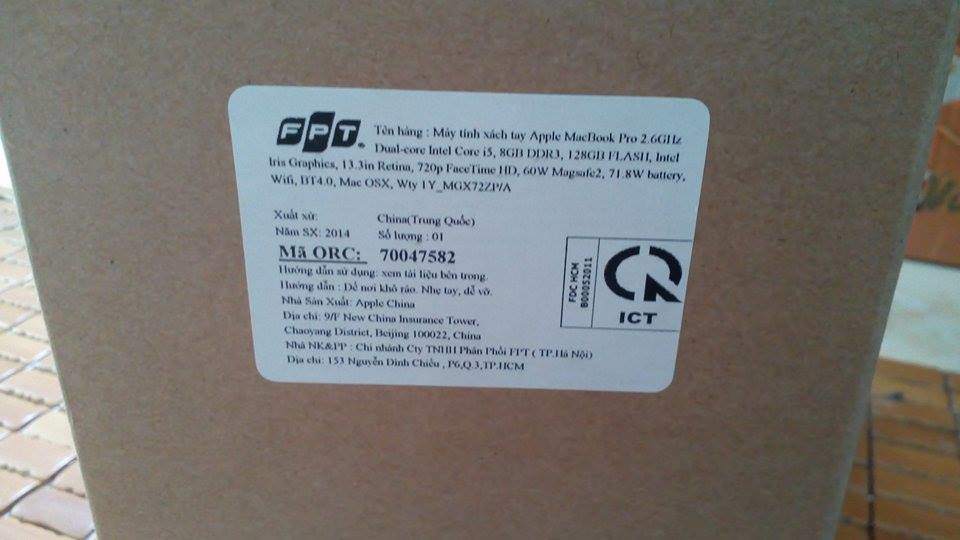 FPT
Tên hàng : Máy tính xách tay Apple MacBook Pro 2.6GHz
Dual-core Intel Core i5, 8GB DDR3, 128GB FLASH, Intel
Iris Graphics, 13.3in Retina, 720p FaceTime HD, 60W Magsafe2, 71.8W battery,
Wifi, BT4.0, Mac OSX, Wty 1Y_MGX72ZP/A
Xuất xứ: China(Trung Quốc)
Năm SX: 2014 Số lượng : 01
Mã ORC: 70047582
Hướng dẫn sử dụng: xem tài liệu bên trong.
Hướng dẫn : Để nơi khô ráo. Nhẹ tay, dễ vỡ.
Nhà Sản Xuất: Apple China
Địa chỉ: 9/F New China Insurance Tower,
Chaoyang District, Beijing 100022, China
Nhà NK&PP : Chi nhánh Cty TNHH Phân Phối FPT ( TP.Hà Nội)
Địa chỉ: 153 Nguyễn Đình Chiểu , P6,Q.3,TP.HCM
FDC HCM
B00052011
ICT